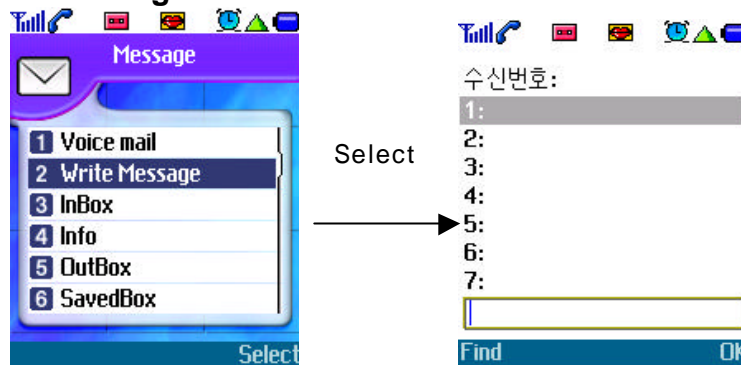 Message
1 Voice mail
2 Write Message
3 InBox
4 Info
5 OutBox
6 SavedBox
Select
Select
수신번호:
1:
2:
3:
4:
5:
6:
7:
Find OK